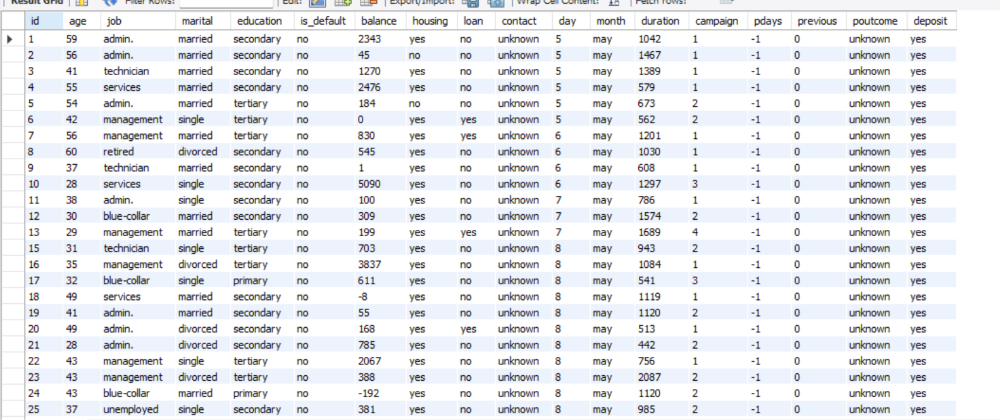 Result Grid Filter Rows: Edit: Export/Import: Wrap Cell Content: Fetch rows:
id age job marital education is_default balance housing loan contact day month duration campaign pdays previous poutcome deposit
1 59 admin. married secondary no 2343 yes no unknown 5 may 1042 1 -1 0 unknown yes
2 56 admin. married secondary no 45 no no unknown 5 may 1467 1 -1 0 unknown yes
3 41 technician married secondary no 1270 yes no unknown 5 may 1389 1 -1 0 unknown yes
4 55 services married secondary no 2476 yes no unknown 5 may 579 1 -1 0 unknown yes
5 54 admin. married tertiary no 184 no no unknown 5 may 673 2 -1 0 unknown yes
6 42 management single tertiary no 0 yes yes unknown 5 may 562 2 -1 0 unknown yes
7 56 management married tertiary no 830 yes yes unknown 6 may 1201 1 -1 0 unknown yes
8 60 retired divorced secondary no 545 yes no unknown 6 may 1030 1 -1 0 unknown yes
9 37 technician married secondary no 1 yes no unknown 6 may 608 1 -1 0 unknown yes
10 28 services single secondary no 5090 yes no unknown 6 may 1297 3 -1 0 unknown yes
11 38 admin. single secondary no 100 yes no unknown 7 may 786 1 -1 0 unknown yes
12 30 blue-collar married secondary no 309 yes no unknown 7 may 1574 2 -1 0 unknown yes
13 29 management married tertiary no 199 yes yes unknown 7 may 1689 4 -1 0 unknown yes
15 31 technician single tertiary no 703 yes no unknown 8 may 943 2 -1 0 unknown yes
16 35 management divorced tertiary no 3837 yes no unknown 8 may 1084 1 -1 0 unknown yes
17 32 blue-collar single primary no 611 yes no unknown 8 may 541 3 -1 0 unknown yes
18 49 services married secondary no -8 yes no unknown 8 may 1119 1 -1 0 unknown yes
19 41 admin. married secondary no 55 yes no unknown 8 may 1120 2 -1 0 unknown yes
20 49 admin. divorced secondary no 168 yes yes unknown 8 may 513 1 -1 0 unknown yes
21 28 admin. divorced secondary no 785 yes no unknown 8 may 442 2 -1 0 unknown yes
22 43 management single tertiary no 2067 yes no unknown 8 may 756 1 -1 0 unknown yes
23 43 management divorced tertiary no 388 yes no unknown 8 may 2087 2 -1 0 unknown yes
24 43 blue-collar married primary no -192 yes no unknown 8 may 1120 2 -1 0 unknown yes
25 37 unemployed single secondary no 381 yes no unknown 8 may 985 2 -1 0 unknown yes